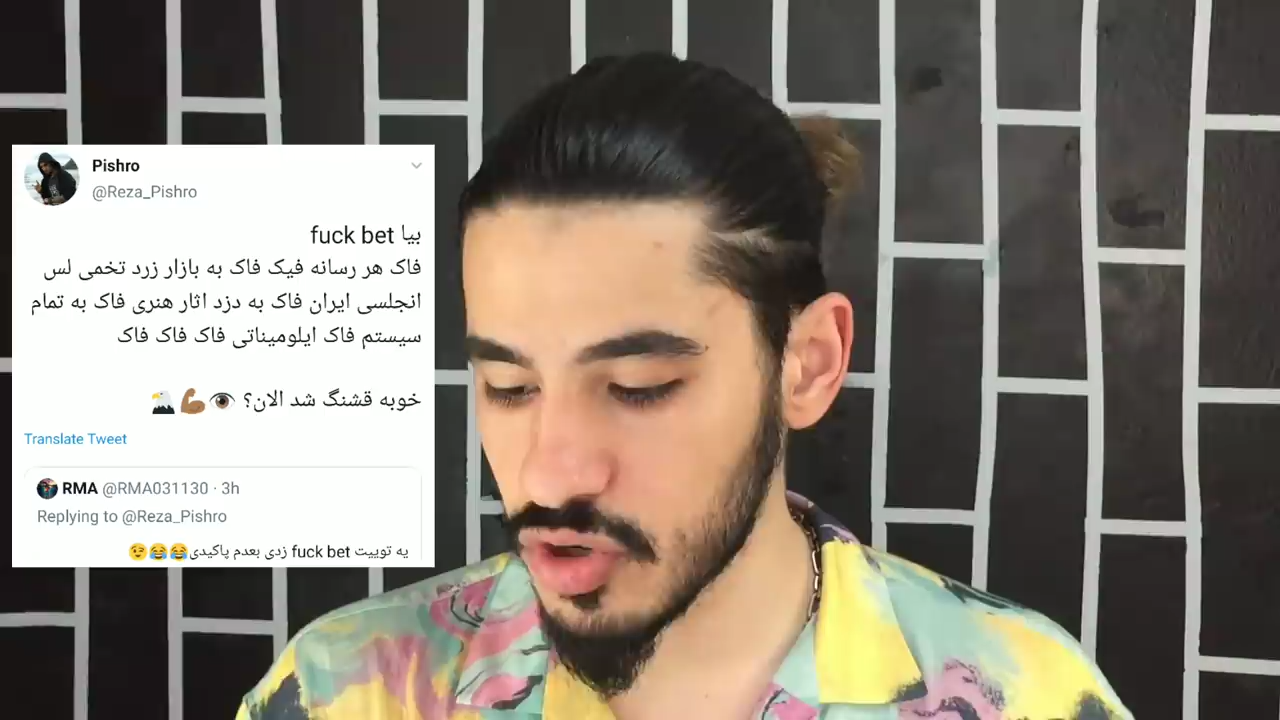 Pishro
@Reza_Pishro
بیا fuck bet
فاک هر رسانه فیک فاک به بازار زرد تخمی لس
انجلسی ایران فاک به دزد اثار هنری فاک به تمام
سیستم فاک ایلومیناتی فاک فاک فاک
خوبه قشنگ شد الان؟ 👁💪🏾🦅
Translate Tweet
RMA @RMA031130 · 3h
Replying to @Reza_Pishro
یه توییت fuck bet زدی بعدم پاکیدی😂😂😉